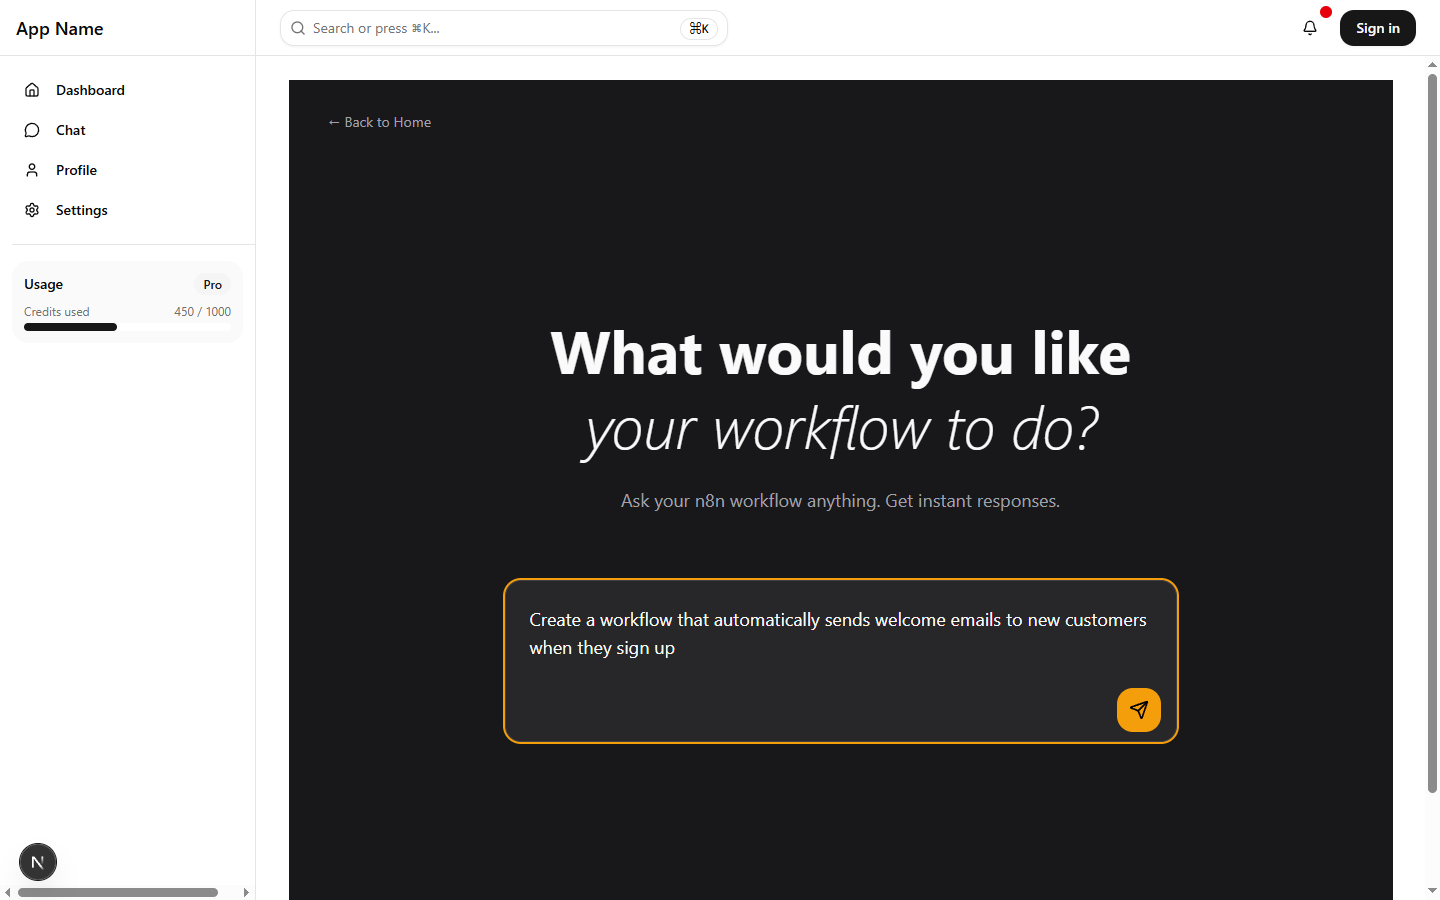 App Name
Search or press ⌘K...
⌘K
Sign in
Dashboard
Chat
Profile
Settings
Usage
Pro
Credits used
450 / 1000
← Back to Home
What would you like
your workflow to do?
Ask your n8n workflow anything. Get instant responses.
Create a workflow that automatically sends welcome emails to new customers
when they sign up
N